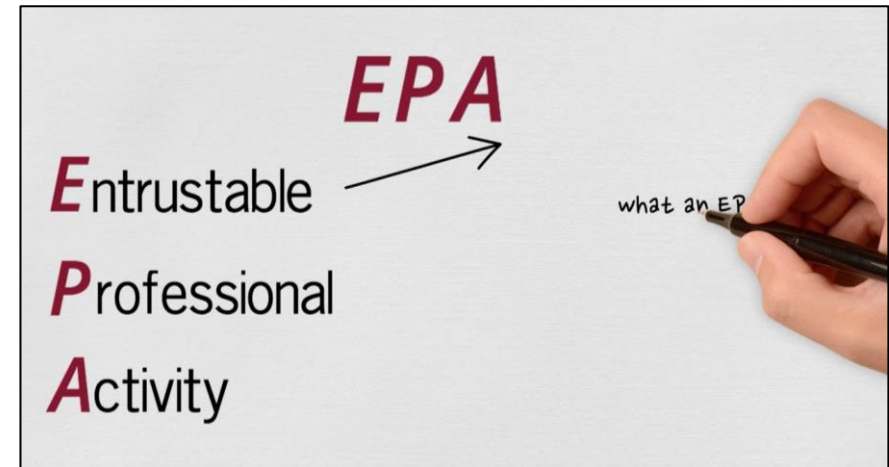 EPA
Entrustable
what an EP
Professional
Activity